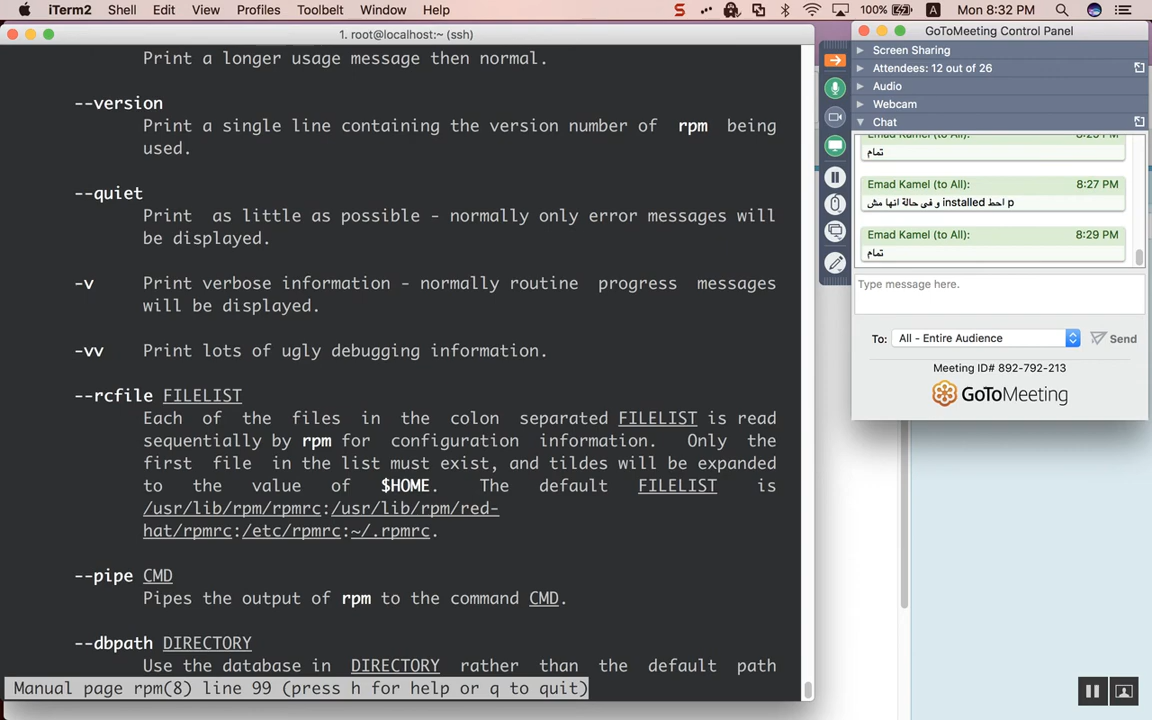 iTerm2 Shell Edit View Profiles Toolbelt Window Help 100% A Mon 8:32 PM
1. root@localhost:~ (ssh)
Print a longer usage message then normal.
--version
Print a single line containing the version number of rpm being
used.
--quiet
Print as little as possible - normally only error messages will
be displayed.
-v Print verbose information - normally routine progress messages
will be displayed.
-vv Print lots of ugly debugging information.
--rcfile FILELIST
Each of the files in the colon separated FILELIST is read
sequentially by rpm for configuration information. Only the
first file in the list must exist, and tildes will be expanded
to the value of $HOME. The default FILELIST is
/usr/lib/rpm/rpmrc:/usr/lib/rpm/red-
hat/rpmrc:/etc/rpmrc:~/.rpmrc.
--pipe CMD
Pipes the output of rpm to the command CMD.
--dbpath DIRECTORY
Use the database in DIRECTORY rather than the default path
Manual page rpm(8) line 99 (press h for help or q to quit)
GoToMeeting Control Panel
Screen Sharing
Attendees: 12 out of 26
Audio
Webcam
Chat
Emad Kamel (to All):
تمام
Emad Kamel (to All): 8:27 PM
و فى حالة انها مش installed احط p
Emad Kamel (to All): 8:29 PM
تمام
Type message here.
To: All - Entire Audience Send
Meeting ID# 892-792-213
GoToMeeting